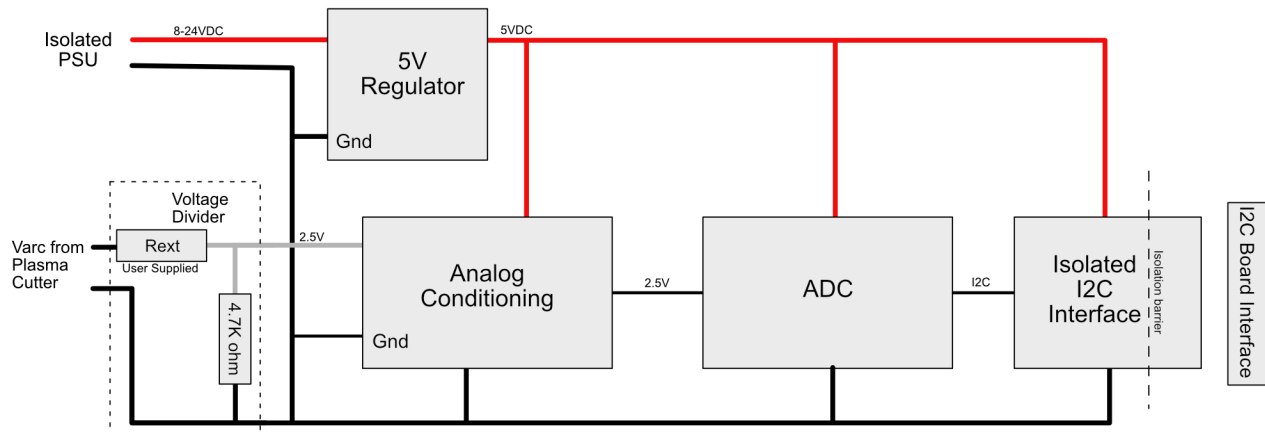 Isolated
PSU
8-24VDC
5V
Regulator
Gnd
5VDC
Voltage
Divider
Varc from
Plasma
Cutter
Rext
User Supplied
2.5V
4.7K ohm
Analog
Conditioning
Gnd
2.5V
ADC
I2C
Isolated
I2C
Interface
Isolation barrier
I2C Board Interface